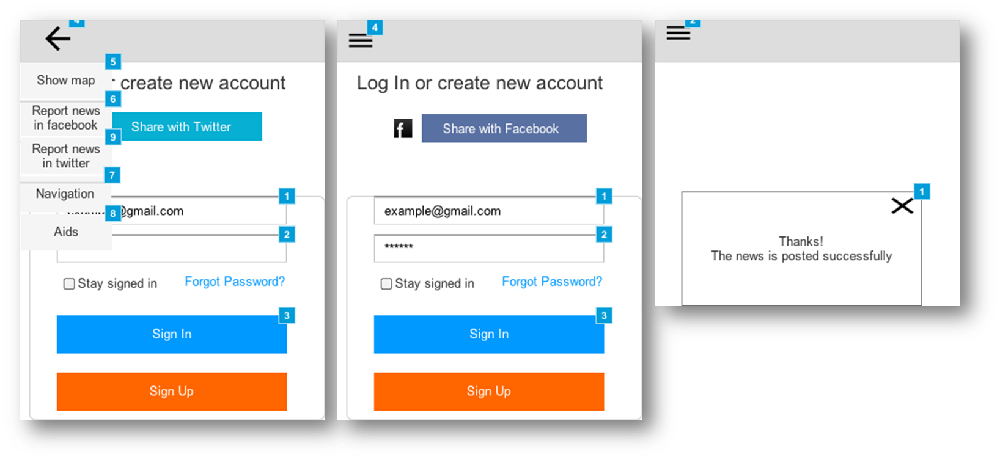 4
5
Show map
create new account
6
Report news
in facebook
Share with Twitter
9
Report news
in twitter
7
Navigation
1
8
@gmail.com
Aids
2
Stay signed in
Forgot Password?
3
Sign In
Sign Up
4
Log In or create new account
f
Share with Facebook
1
example@gmail.com
2
******
Stay signed in
Forgot Password?
3
Sign In
Sign Up
2
1
Thanks!
The news is posted successfully